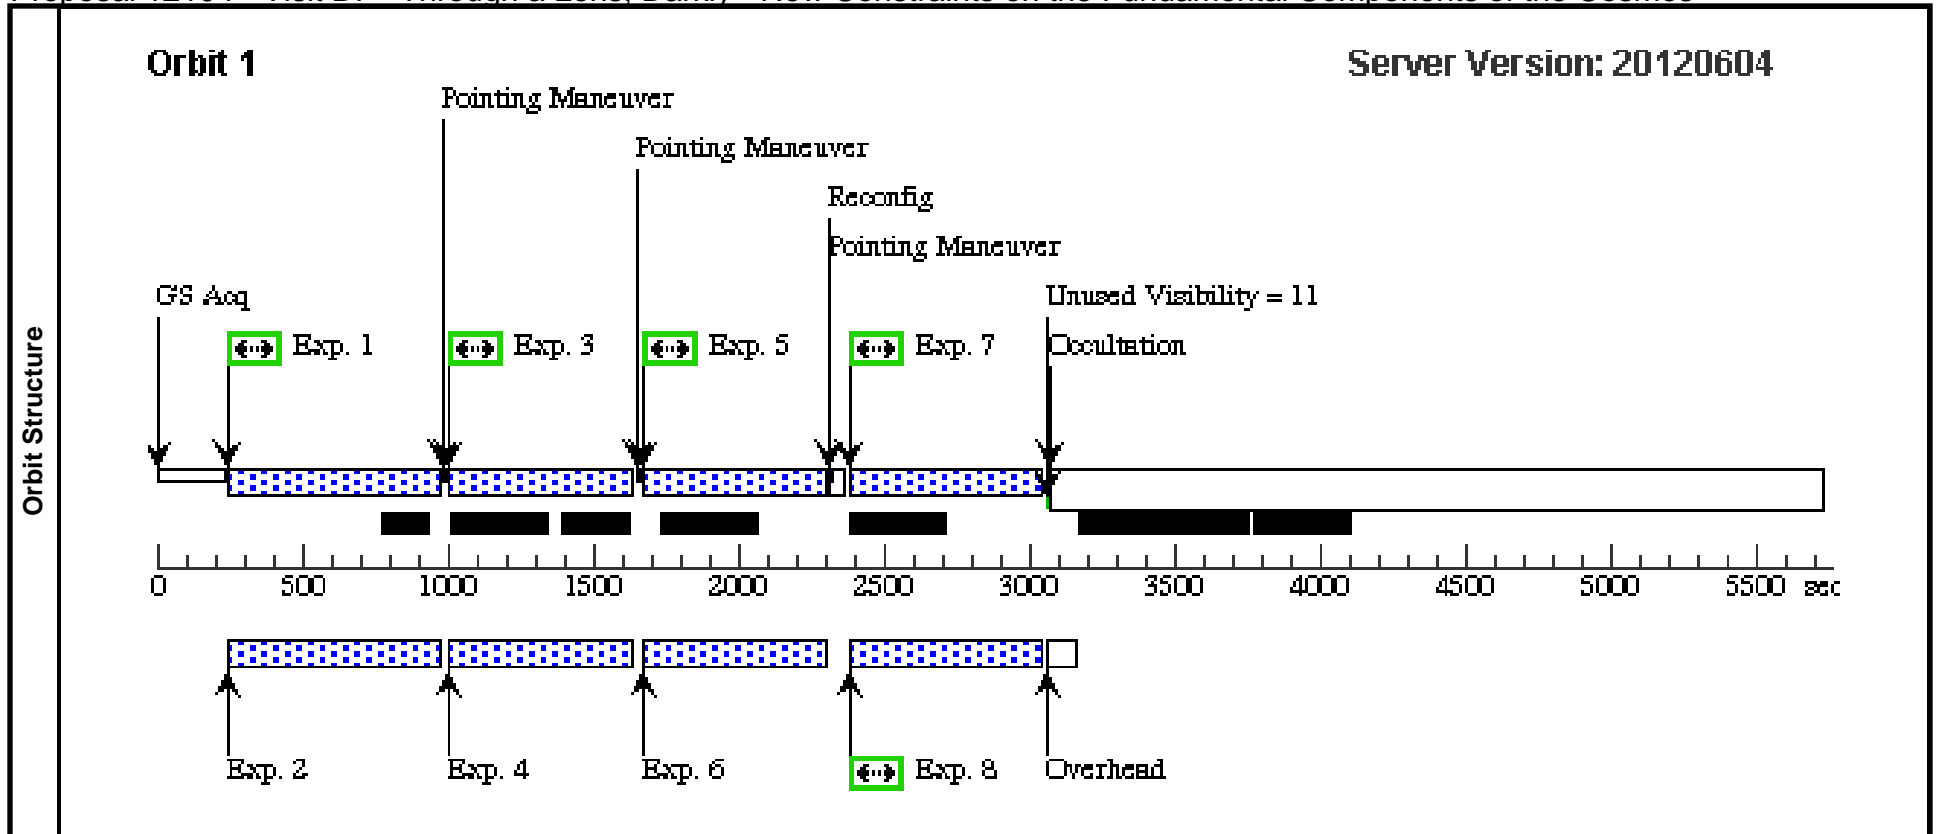 Orbit 1
Server Version: 20120604
Pointing Maneuver
Pointing Maneuver
Reconfig
Pointing Maneuver
GS Acq
Unused Visibility = 11
Exp. 1
Exp. 3
Exp. 5
Exp. 7
Occultation
Orbit Structure
0 500 1000 1500 2000 2500 3000 3500 4000 4500 5000 5500 sec
Exp. 2
Exp. 4
Exp. 6
Exp. 8
Overhead